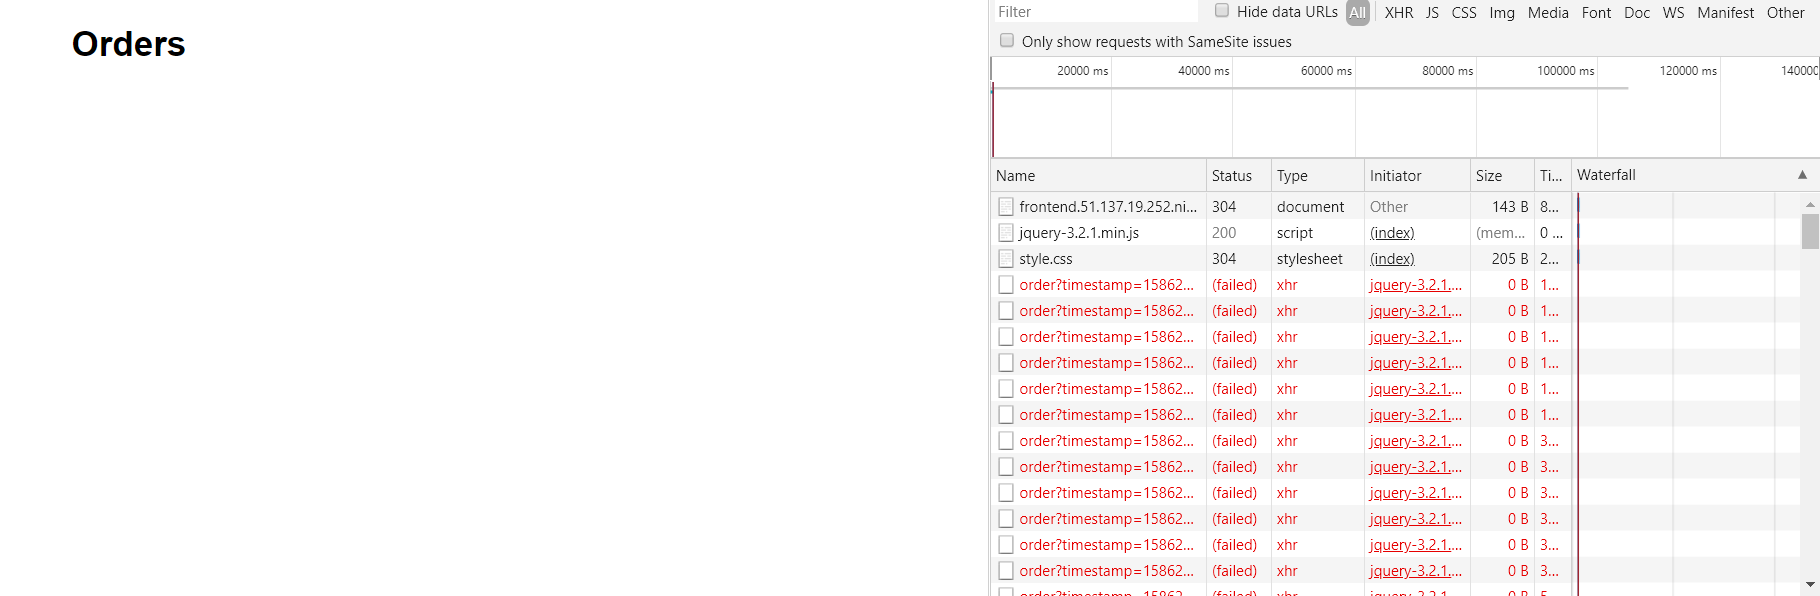 Orders
Filter Hide data URLs All XHR JS CSS Img Media Font Doc WS Manifest Other
Only show requests with SameSite issues
20000 ms 40000 ms 60000 ms 80000 ms 100000 ms 120000 ms 14000
Name Status Type Initiator Size Ti... Waterfall
frontend.51.137.19.252.ni... 304 document Other 143 B 8...
jquery-3.2.1.min.js 200 script (index) (mem... 0 ...
style.css 304 stylesheet (index) 205 B 2...
order?timestamp=15862... (failed) xhr jquery-3.2.1.... 0 B 1...
order?timestamp=15862... (failed) xhr jquery-3.2.1.... 0 B 1...
order?timestamp=15862... (failed) xhr jquery-3.2.1.... 0 B 1...
order?timestamp=15862... (failed) xhr jquery-3.2.1.... 0 B 1...
order?timestamp=15862... (failed) xhr jquery-3.2.1.... 0 B 1...
order?timestamp=15862... (failed) xhr jquery-3.2.1.... 0 B 1...
order?timestamp=15862... (failed) xhr jquery-3.2.1.... 0 B 3...
order?timestamp=15862... (failed) xhr jquery-3.2.1.... 0 B 3...
order?timestamp=15862... (failed) xhr jquery-3.2.1.... 0 B 3...
order?timestamp=15862... (failed) xhr jquery-3.2.1.... 0 B 3...
order?timestamp=15862... (failed) xhr jquery-3.2.1.... 0 B 3...
order?timestamp=15862... (failed) xhr jquery-3.2.1.... 0 B 3...